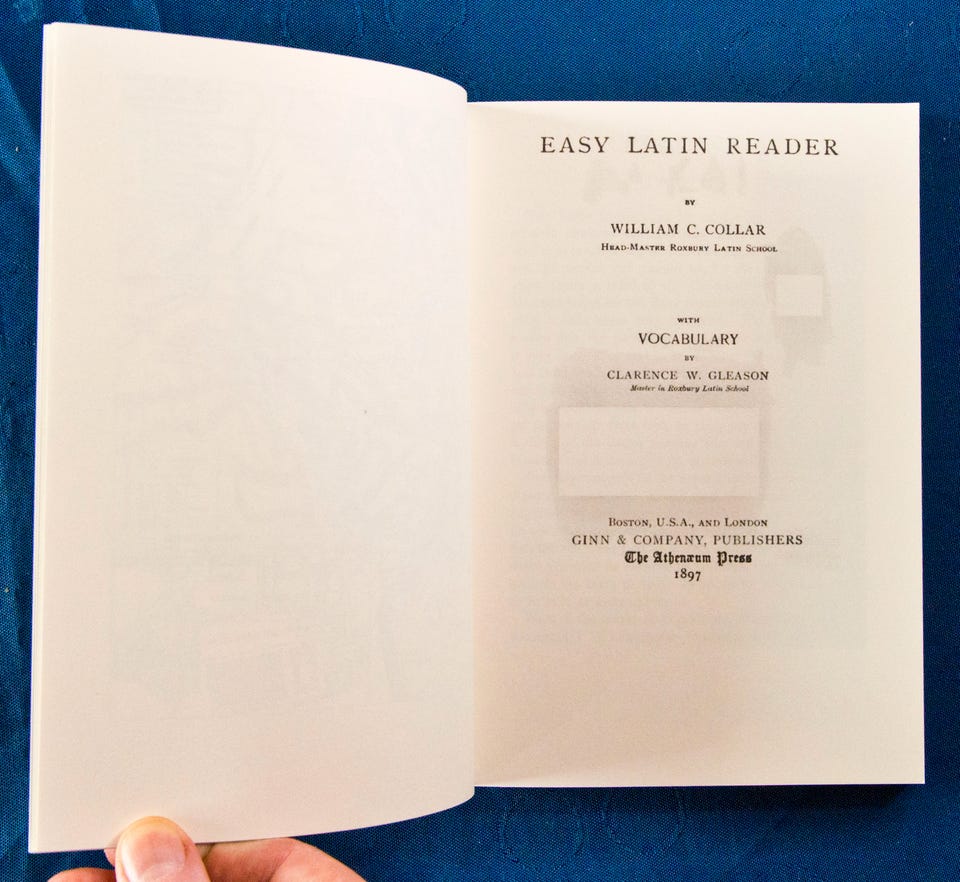 EASY LATIN READER
BY
WILLIAM C. COLLAR
HEAD-MASTER ROXBURY LATIN SCHOOL
WITH
VOCABULARY
BY
CLARENCE W. GLEASON
Master in Roxbury Latin School
BOSTON, U.S.A., AND LONDON
GINN & COMPANY, PUBLISHERS
The Athenæum Press
1897